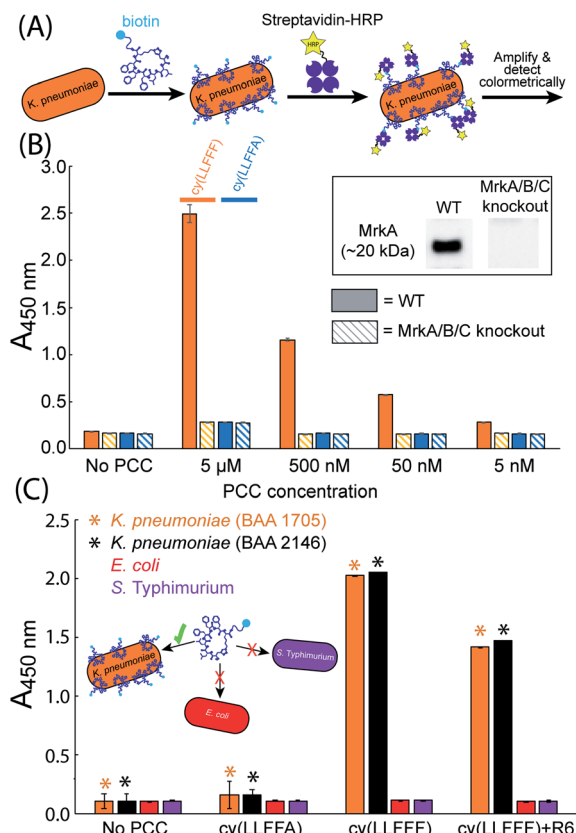 (A)
biotin
Streptavidin-HRP
HRP
K. pneumoniae
K. pneumoniae
K. pneumoniae
Amplify &
detect
colormetrically
(B)
3.0
2.5
2.0
1.5
1.0
0.5
0.0
A450 nm
cy(LLFFF)
cy(LLFFA)
WT
MrkA/B/C
knockout
MrkA
(~20 kDa)
= WT
= MrkA/B/C knockout
No PCC
5 μM
500 nM
50 nM
5 nM
PCC concentration
(C)
2.5
2.0
1.5
1.0
0.5
0.0
A450 nm
* K. pneumoniae (BAA 1705)
* K. pneumoniae (BAA 2146)
E. coli
S. Typhimurium
K. pneumoniae
S. Typhimurium
E. coli
No PCC
cy(LLFFA)
cy(LLFFF)
cy(LLFFF)+R6